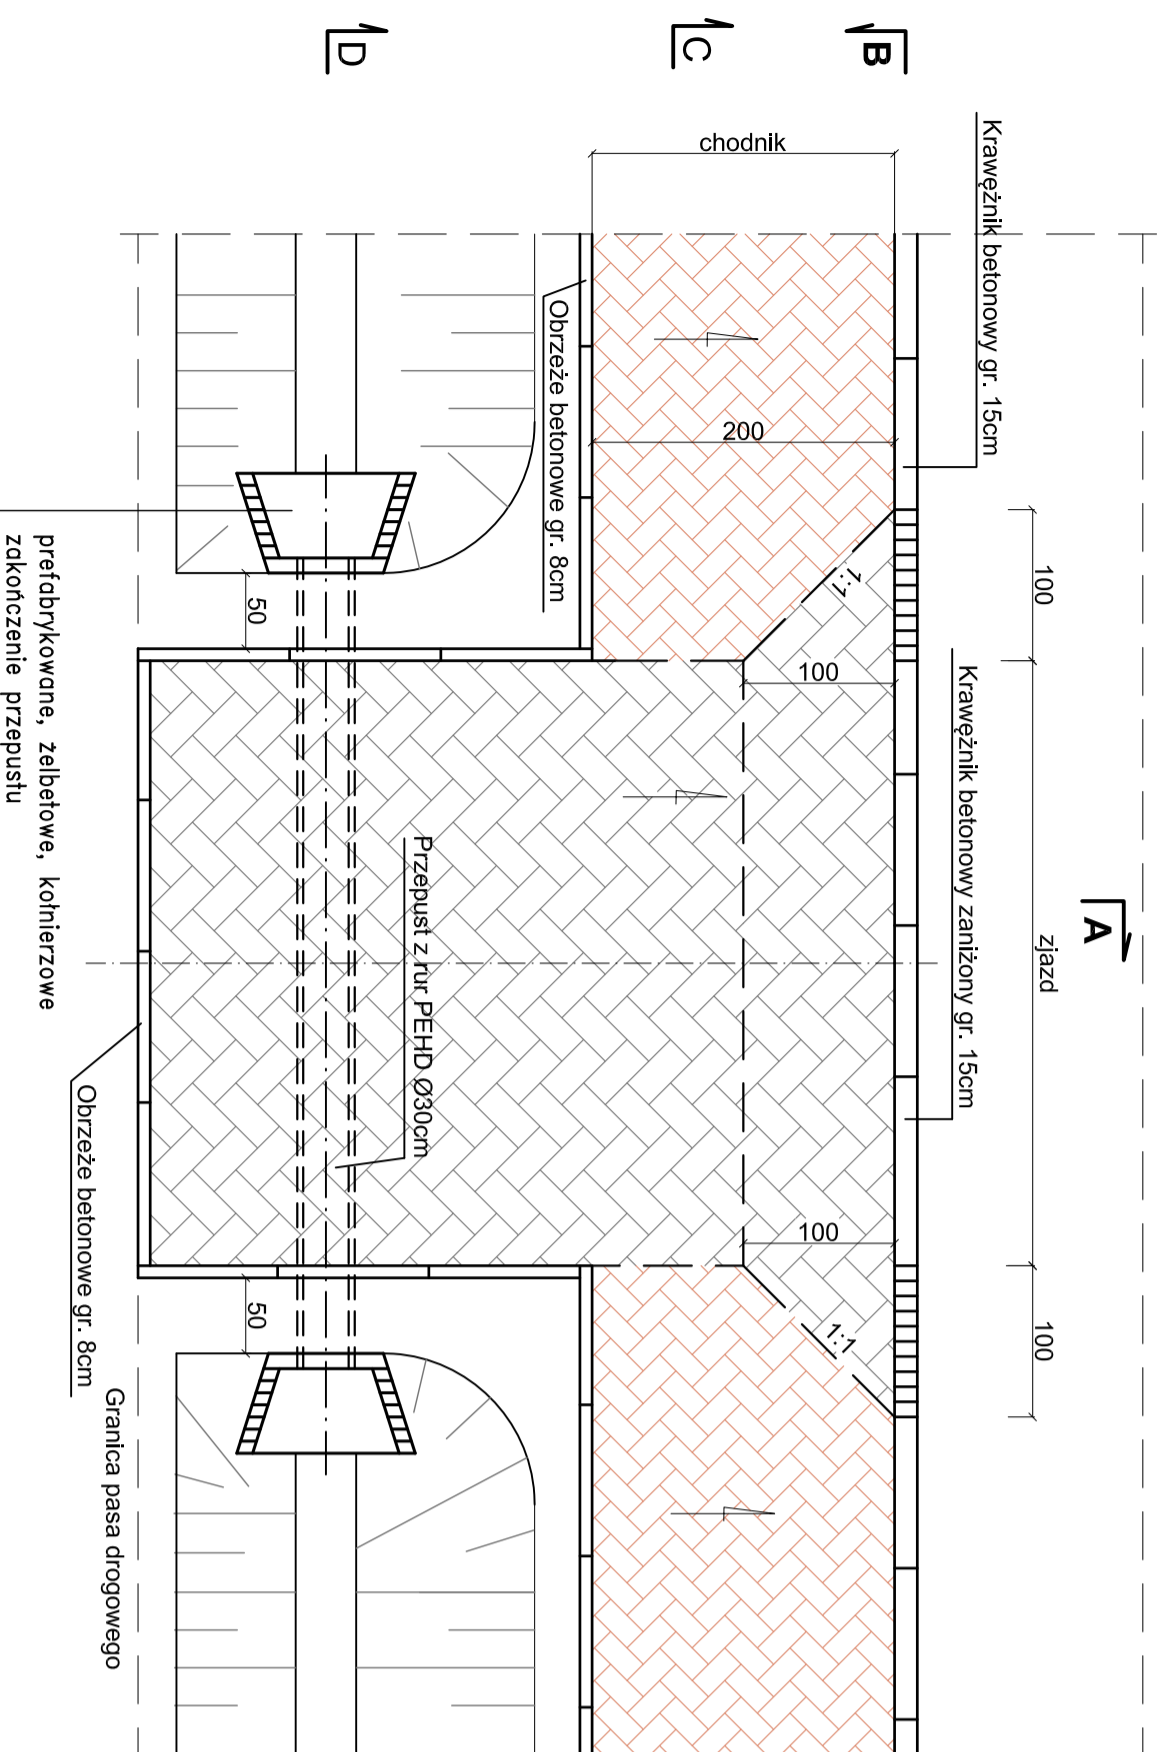 A
B
C
D
Krawężnik betonowy gr. 15cm
Krawężnik betonowy zaniżony gr. 15cm
100
zjazd
100
chodnik
200
1:1
100
100
1:1
Obrzeże betonowe gr. 8cm
Przepust z rur PEHD Ø30cm
50
50
Obrzeże betonowe gr. 8cm
Granica pasa drogowego
prefabrykowane, żelbetowe, kołnierzowe
zakończenie przepustu